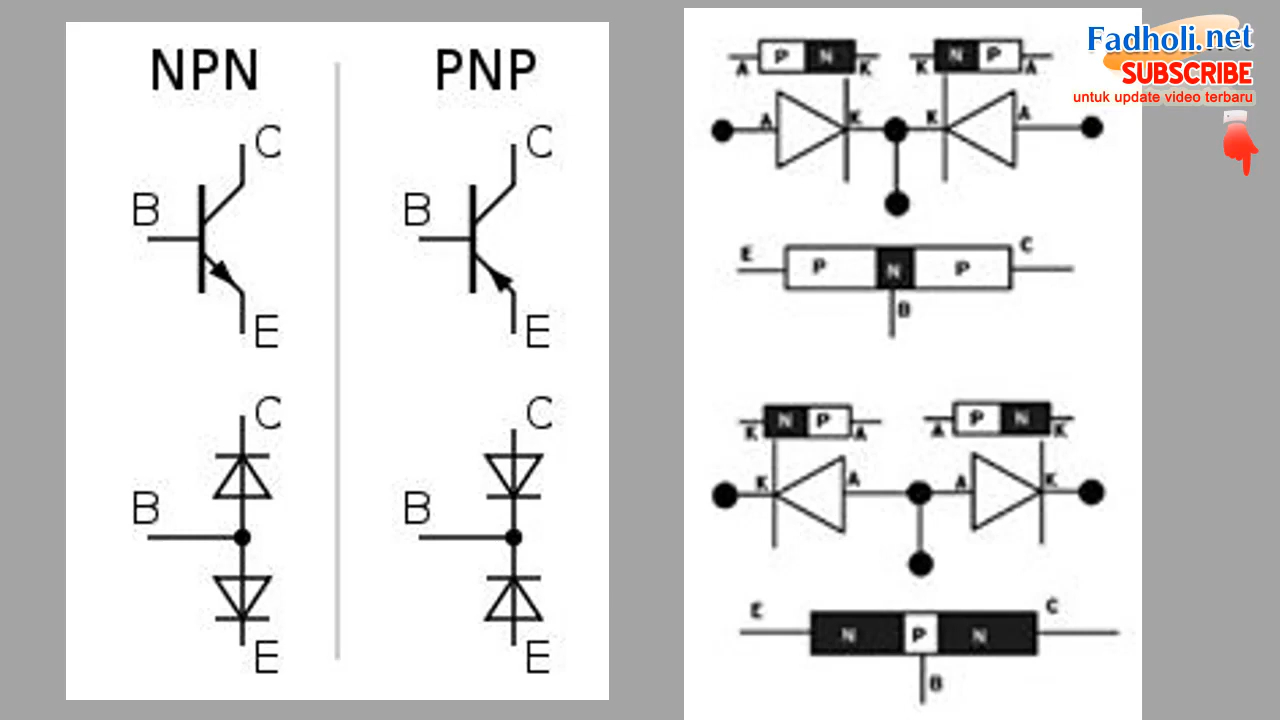 NPN
C
B
E
C
B
E
PNP
C
B
E
C
B
E
P N
A K
N P
K A
A K
K A
E P N P C
B
N P
K A
P N
A K
K A
A K
E N P N C
B
Fadholi.net
SUBSCRIBE
untuk update video terbaru